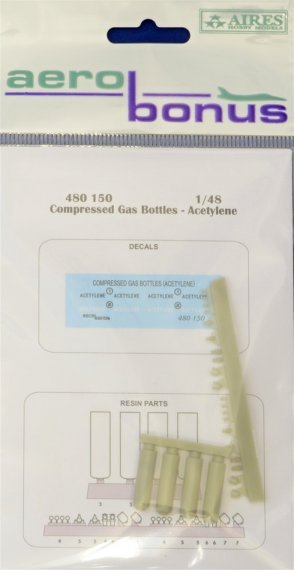 AIRES
HOBBY MODELS
aero
bonus
480 150 1/48
Compressed Gas Bottles - Acetylene
DECALS
COMPRESSED GAS BOTTLES (ACETYLENE)
ACETYLENE ACETYLENE ACETYLENE ACETYLENE
480 150
RESIN PARTS